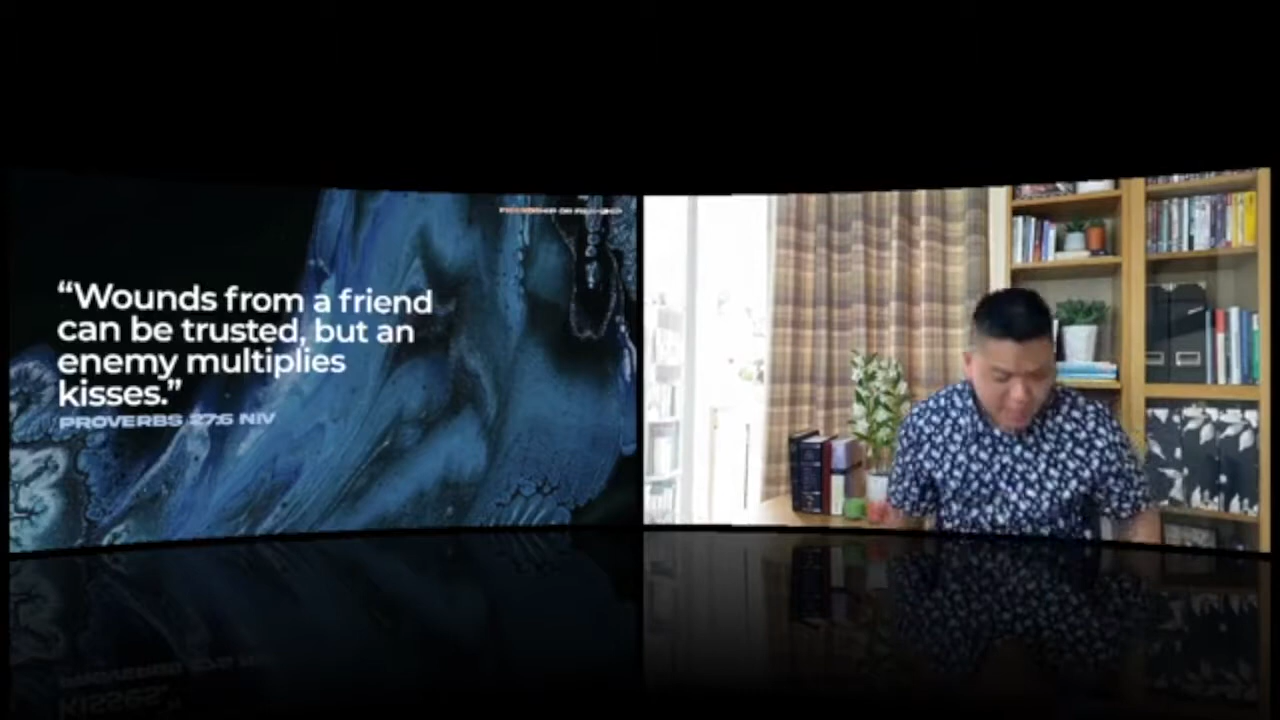 “Wounds from a friend
can be trusted, but an
enemy multiplies
kisses.”
PROVERBS 27:6 NIV